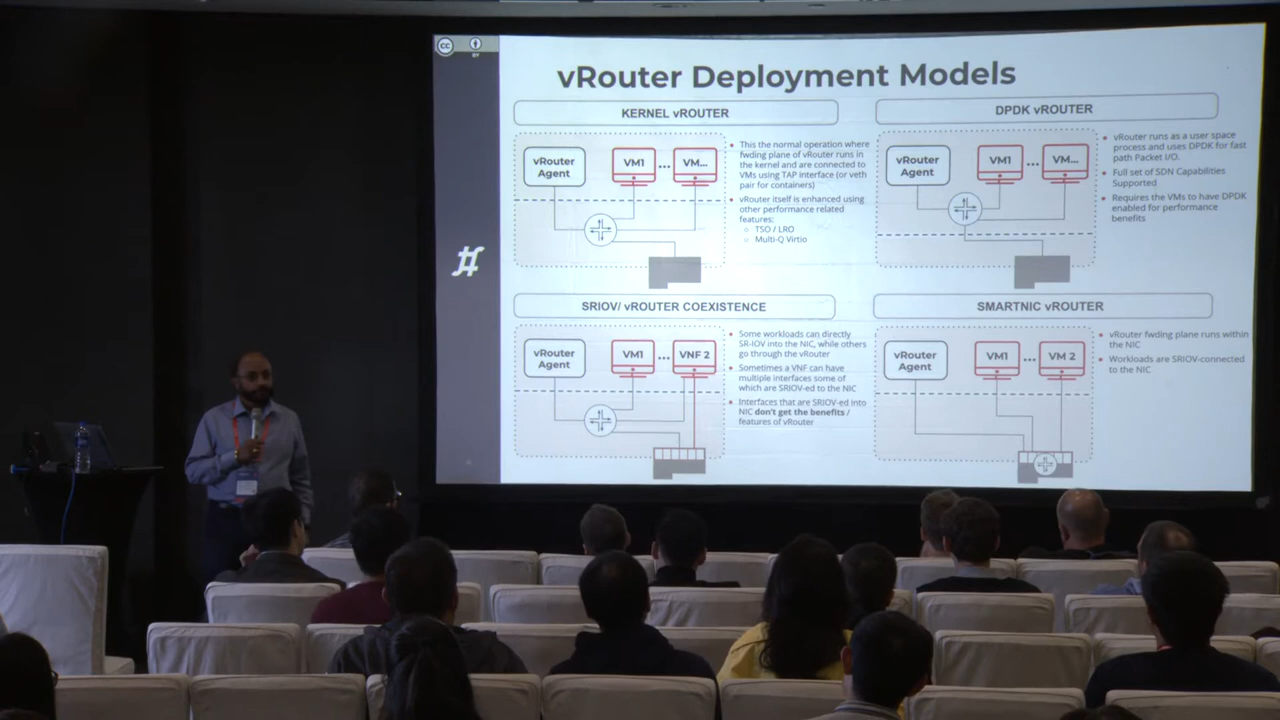 CC
BY
vRouter Deployment Models
KERNEL vROUTER
vRouter
Agent
VM1
...
VM...
This the normal operation where
fwding plane of vRouter runs in
the kernel and are connected to
VMs using TAP interface (or veth
pair for containers)
vRouter itself is enhanced using
other performance related
features:
TSO / LRO
Multi-Q Virtio
DPDK vROUTER
vRouter
Agent
VM1
...
VM...
vRouter runs as a user space
process and uses DPDK for fast
path Packet I/O.
Full set of SDN Capabilities
Supported
Requires the VMs to have DPDK
enabled for performance
benefits
SRIOV/ vROUTER COEXISTENCE
vRouter
Agent
VM1
...
VNF 2
Some workloads can directly
SR-IOV into the NIC, while others
go through the vRouter
Sometimes a VNF can have
multiple interfaces some of
which are SRIOV-ed to the NIC
Interfaces that are SRIOV-ed into
NIC don't get the benefits /
features of vRouter
SMARTNIC vROUTER
vRouter
Agent
VM1
...
VM 2
vRouter fwding plane runs within
the NIC
Workloads are SRIOV-connected
to the NIC